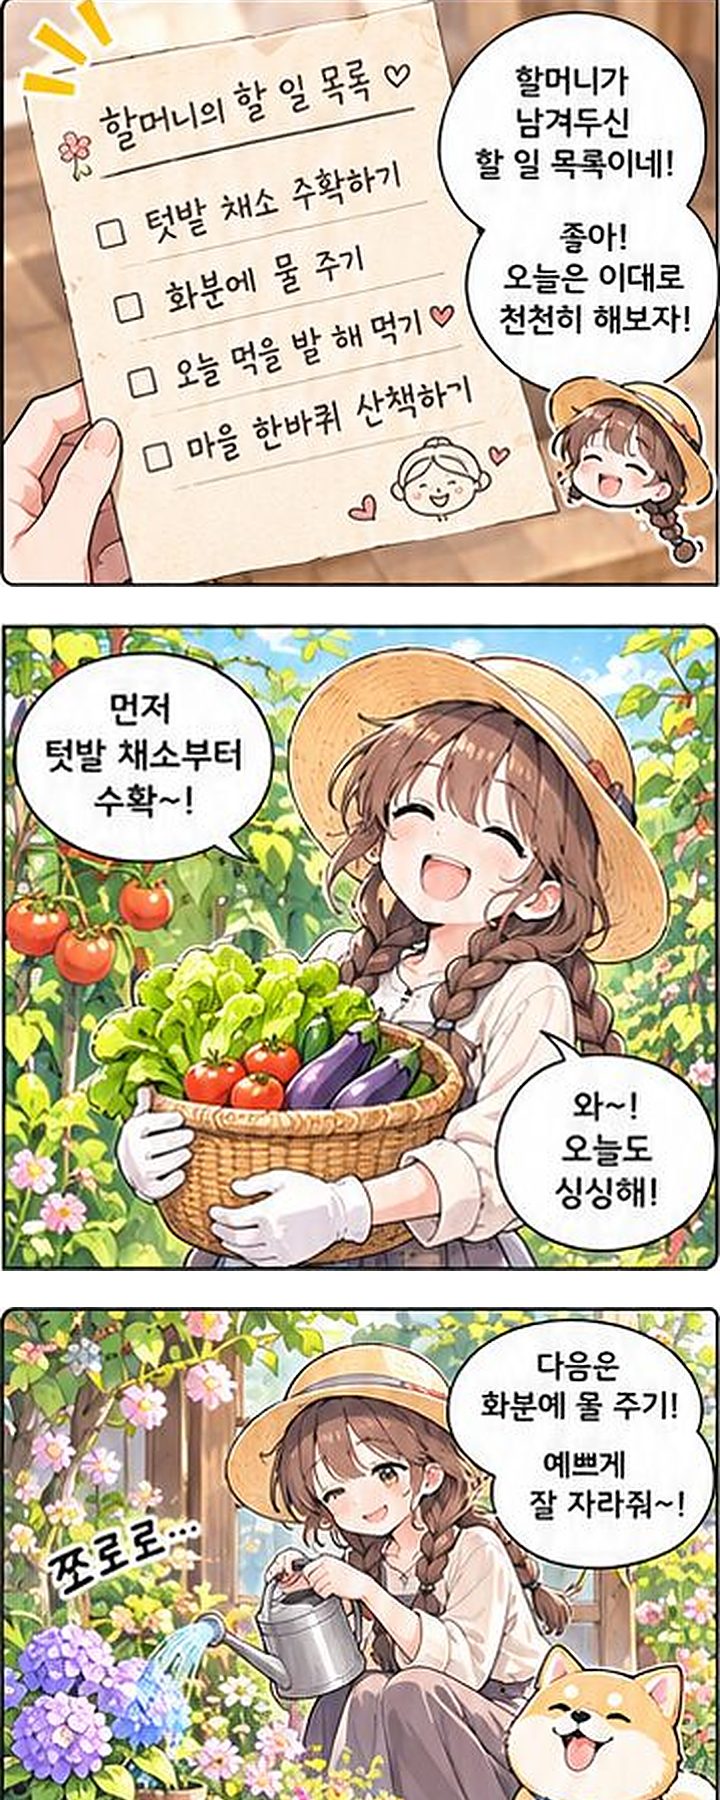 할머니의 할 일 목록 ♡
텃발 채소 주확하기
화분에 물 주기
오늘 먹을 발 해 먹기
마을 한바퀴 산책하기
할머니가
남겨두신
할 일 목록이네!
졸아!
오늘은 이대로
천천히 해보자!
먼저
텃발 채소부터
수확~!
와~!
오늘도
싱싱해!
다음은
화분에 몰 주기!
예쁘게
잘 자라줘~!
쪼로로...